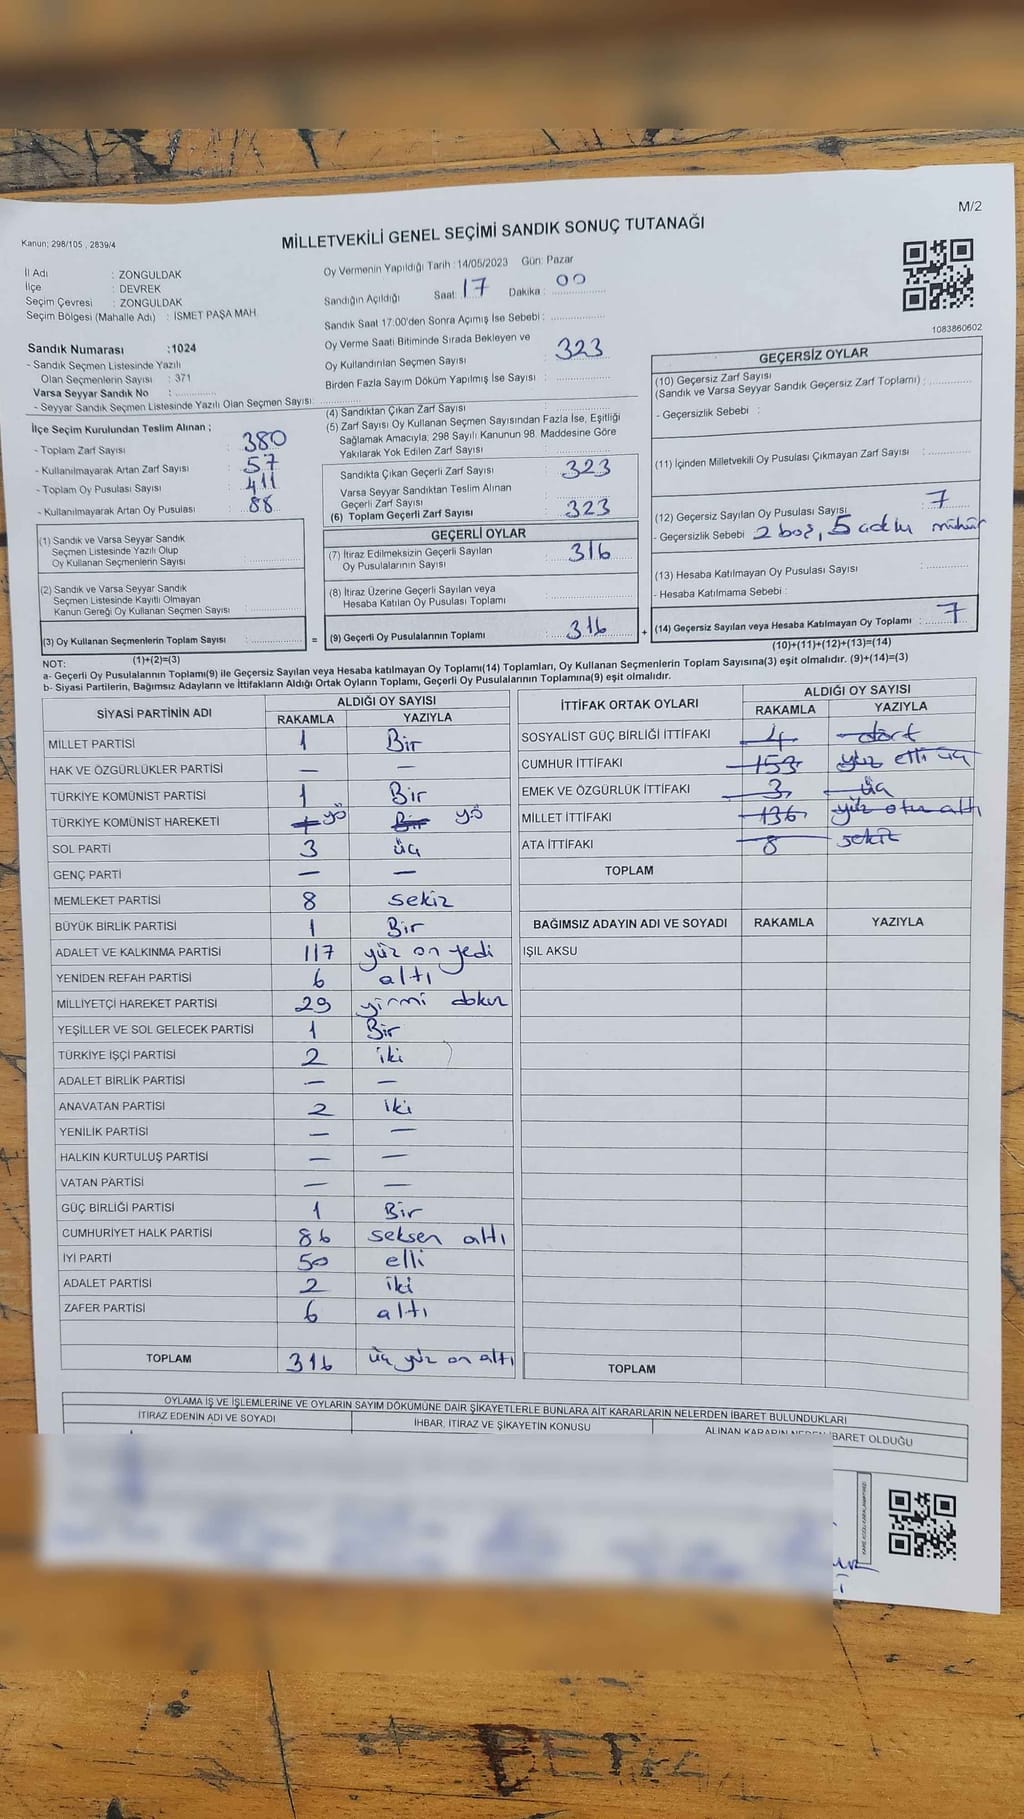 M/2
Kanun: 298/105 , 2839/4
MİLLETVEKİLİ GENEL SEÇİMİ SANDIK SONUÇ TUTANAĞI
İl Adı : ZONGULDAK
İlçe : DEVREK
Seçim Çevresi : ZONGULDAK
Seçim Bölgesi (Mahalle Adı) : İSMET PAŞA MAH.
Sandık Numarası :1024
- Sandık Seçmen Listesinde Yazılı
Olan Seçmenlerin Sayısı : 371
Varsa Seyyar Sandık No :
- Seyyar Sandık Seçmen Listesinde Yazılı Olan Seçmen Sayısı:
Oy Vermenin Yapıldığı Tarih : 14/05/2023 Gün: Pazar
Sandığın Açıldığı Saat: 17 Dakika : 00
Sandık Saat 17:00'den Sonra Açımış İse Sebebi :
Oy Verme Saati Bitiminde Sırada Bekleyen ve
Oy Kullandırılan Seçmen Sayısı : 323
Birden Fazla Sayım Döküm Yapılmış İse Sayısı :
1083860602
İlçe Seçim Kurulundan Teslim Alınan ;
- Toplam Zarf Sayısı : 380
- Kullanılmayarak Artan Zarf Sayısı : 57
- Toplam Oy Pusulası Sayısı : 411
- Kullanılmayarak Artan Oy Pusulası : 88
(4) Sandıktan Çıkan Zarf Sayısı :
(5) Zarf Sayısı Oy Kullanan Seçmen Sayısından Fazla İse, Eşitliği
Sağlamak Amacıyla; 298 Sayılı Kanunun 98. Maddesine Göre
Yakılarak Yok Edilen Zarf Sayısı :
Sandıkta Çıkan Geçerli Zarf Sayısı : 323
Varsa Seyyar Sandıktan Teslim Alınan
Geçerli Zarf Sayısı
(6) Toplam Geçerli Zarf Sayısı : 323
GEÇERSİZ OYLAR
(10) Geçersiz Zarf Sayısı
(Sandık ve Varsa Seyyar Sandık Geçersiz Zarf Toplamı) :
- Geçersizlik Sebebi :
(11) İçinden Milletvekili Oy Pusulası Çıkmayan Zarf Sayısı :
(12) Geçersiz Sayılan Oy Pusulası Sayısı : 7
- Geçersizlik Sebebi 2 boş, 5 adlu mühür
(13) Hesaba Katılmayan Oy Pusulası Sayısı :
- Hesaba Katılmama Sebebi :
(14) Geçersiz Sayılan veya Hesaba Katılmayan Oy Toplamı : 7
(10)+(11)+(12)+(13)=(14)
(1) Sandık ve Varsa Seyyar Sandık
Seçmen Listesinde Yazılı Olup
Oy Kullanan Seçmenlerin Sayısı :
(2) Sandık ve Varsa Seyyar Sandık
Seçmen Listesinde Kayıtlı Olmayan
Kanun Gereği Oy Kullanan Seçmen Sayısı :
(3) Oy Kullanan Seçmenlerin Toplam Sayısı :
(1)+(2)=(3)
GEÇERLİ OYLAR
(7) İtiraz Edilmeksizin Geçerli Sayılan
Oy Pusulalarının Sayısı : 316
(8) İtiraz Üzerine Geçerli Sayılan veya
Hesaba Katılan Oy Pusulası Toplamı :
= (9) Geçerli Oy Pusulalarının Toplamı : 316 +
NOT:
a- Geçerli Oy Pusulalarının Toplamı(9) ile Geçersiz Sayılan veya Hesaba katılmayan Oy Toplamı(14) Toplamları, Oy Kullanan Seçmenlerin Toplam Sayısına(3) eşit olmalıdır. (9)+(14)=(3)
b- Siyasi Partilerin, Bağımsız Adayların ve İttifakların Aldığı Ortak Oyların Toplamı, Geçerli Oy Pusulalarının Toplamına(9) eşit olmalıdır.
SİYASİ PARTİNİN ADI ALDIĞI OY SAYISI
RAKAMLA YAZIYLA
MİLLET PARTİSİ 1 Bir
HAK VE ÖZGÜRLÜKLER PARTİSİ — —
TÜRKİYE KOMÜNİST PARTİSİ 1 Bir
TÜRKİYE KOMÜNİST HAREKETİ 1 yö Bir yö
SOL PARTİ 3 üç
GENÇ PARTİ — —
MEMLEKET PARTİSİ 8 sekiz
BÜYÜK BİRLİK PARTİSİ 1 Bir
ADALET VE KALKINMA PARTİSİ 117 yüz on yedi
YENİDEN REFAH PARTİSİ 6 altı
MİLLİYETÇİ HAREKET PARTİSİ 29 yirmi dokuz
YEŞİLLER VE SOL GELECEK PARTİSİ 1 Bir
TÜRKİYE İŞÇİ PARTİSİ 2 iki
ADALET BİRLİK PARTİSİ — —
ANAVATAN PARTİSİ 2 iki
YENİLİK PARTİSİ — —
HALKIN KURTULUŞ PARTİSİ — —
VATAN PARTİSİ — —
GÜÇ BİRLİĞİ PARTİSİ 1 Bir
CUMHURİYET HALK PARTİSİ 86 seksen altı
İYİ PARTİ 50 elli
ADALET PARTİSİ 2 iki
ZAFER PARTİSİ 6 altı
TOPLAM 316 üç yüz on altı
İTTİFAK ORTAK OYLARI ALDIĞI OY SAYISI
RAKAMLA YAZIYLA
SOSYALİST GÜÇ BİRLİĞİ İTTİFAKI 4 dört
CUMHUR İTTİFAKI 153 yüz elli üç
EMEK VE ÖZGÜRLÜK İTTİFAKI 3 üç
MİLLET İTTİFAKI 136 yüz otuz altı
ATA İTTİFAKI 8 sekiz
TOPLAM
BAĞIMSIZ ADAYIN ADI VE SOYADI RAKAMLA YAZIYLA
IŞIL AKSU
TOPLAM
OYLAMA İŞ VE İŞLEMLERİNE VE OYLARIN SAYIM DÖKÜMÜNE DAİR ŞİKAYETLERLE BUNLARA AİT KARARLARIN NELERDEN İBARET BULUNDUKLARI
İTİRAZ EDENİN ADI VE SOYADI İHBAR, İTİRAZ VE ŞİKAYETİN KONUSU ALINAN KARARIN NEDEN İBARET OLDUĞU